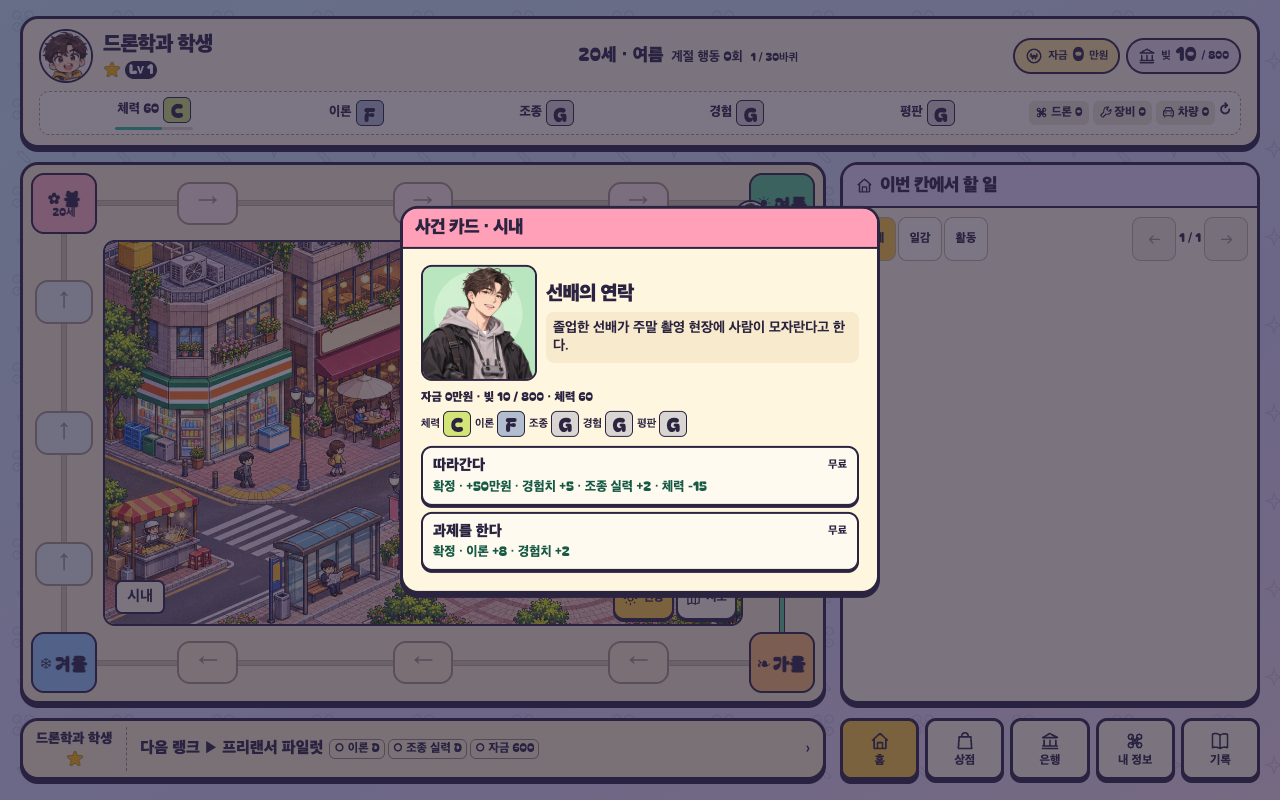 드론학과 학생
Lv 1
20세 · 여름 계절 행동 0회 1 / 30바퀴
자금 0 만원
빚 10 / 800
체력 60 C
이론 F
조종 G
경험 G
평판 G
드론 0
장비 0
차량 0
봄
20세
여름
이번 칸에서 할 일
일감
활동
← 1 / 1 →
사건 카드 · 시내
선배의 연락
졸업한 선배가 주말 촬영 현장에 사람이 모자란다고 한
다.
자금 0만원 · 빚 10 / 800 · 체력 60
체력 C 이론 F 조종 G 경험 G 평판 G
따라간다 무료
확정 · +50만원 · 경험치 +5 · 조종 실력 +2 · 체력 -15
과제를 한다 무료
확정 · 이론 +8 · 경험치 +2
시내
겨울
가을
드론학과 학생
다음 랭크 ▶ 프리랜서 파일럿 이론 D 조종 실력 D 자금 600 ›
홈
상점
은행
내 정보
기록